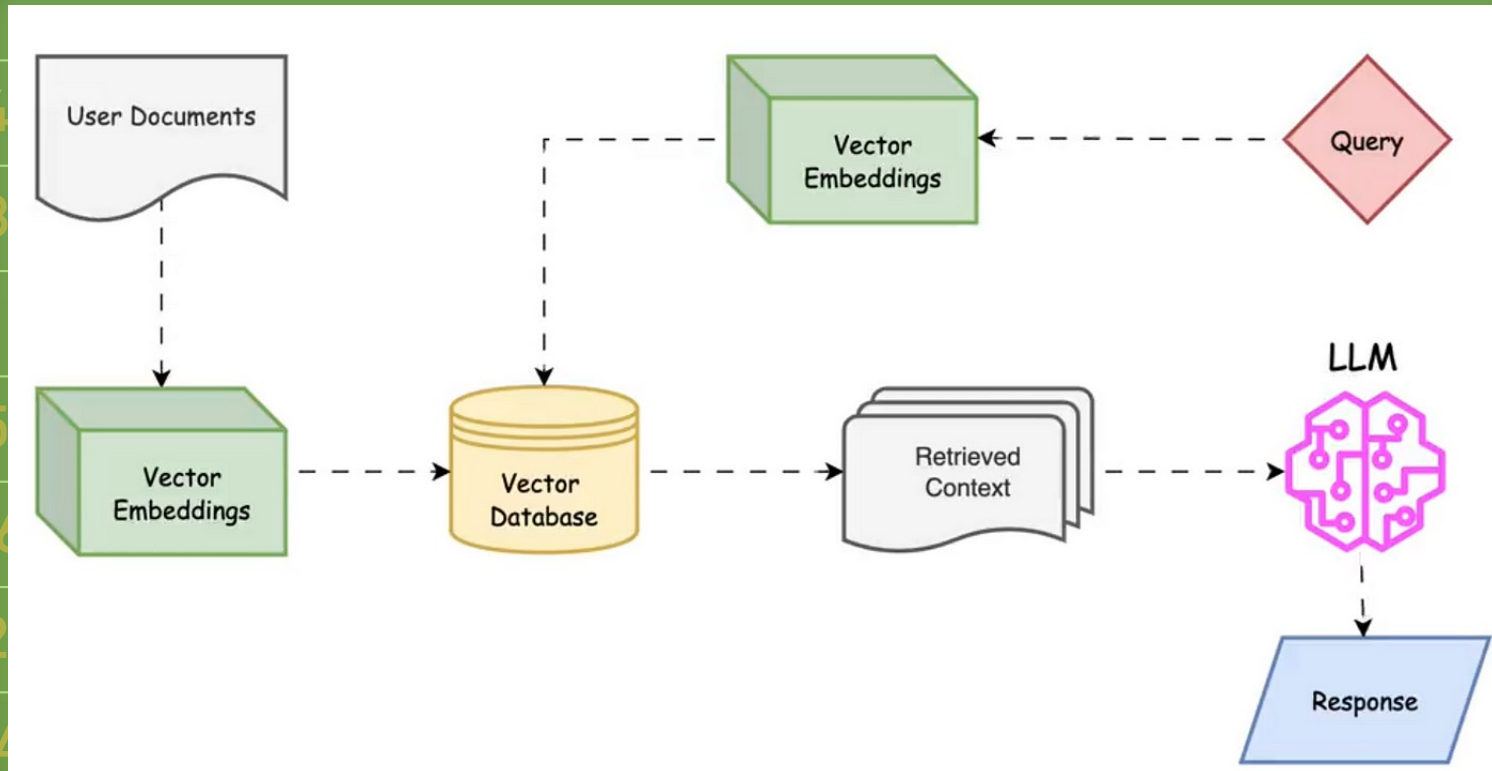 User Documents
Vector
Embeddings
Query
LLM
Vector
Embeddings
Vector
Database
Retrieved
Context
Response